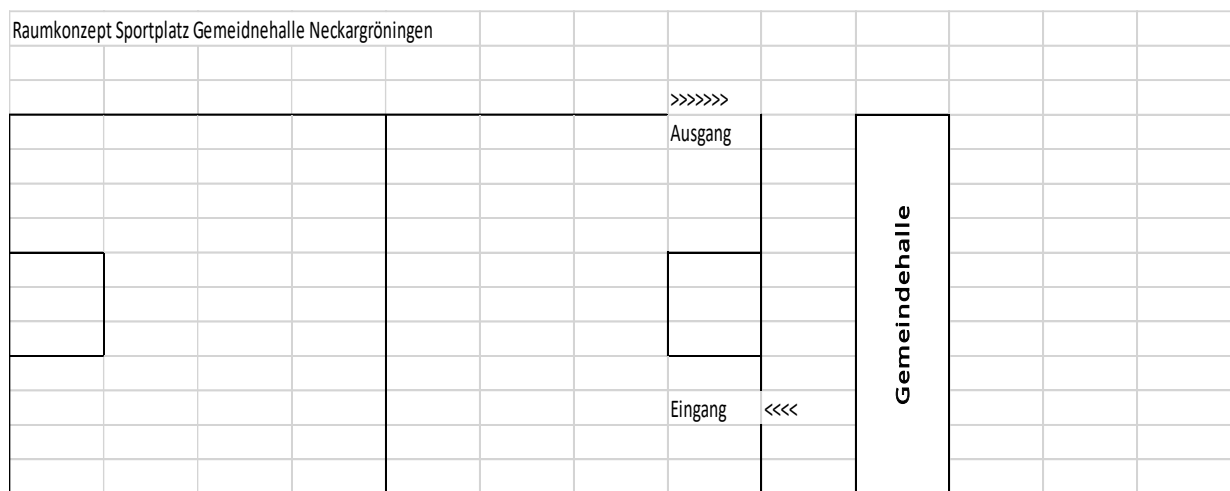 Raumkonzept Sportplatz Gemeidnehalle Neckargröningen
>>>>>>>
Ausgang
Gemeindehalle
Eingang <<<<